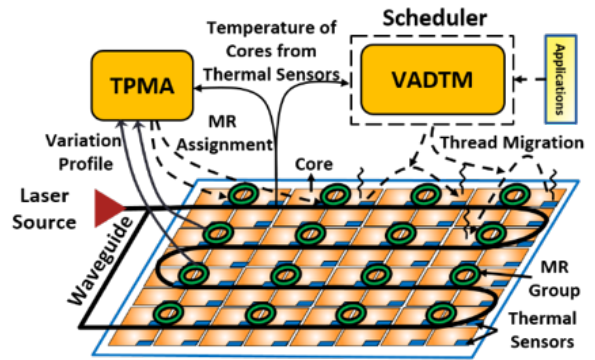 Scheduler
Temperature of
Cores from
Thermal Sensors
TPMA
VADTM
Applications
Variation
Profile
MR
Assignment
Thread Migration
Core
Laser
Source
Waveguide
MR
Group
Thermal
Sensors